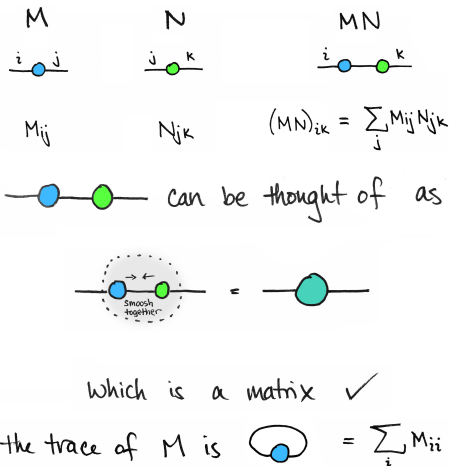 M N MN
i j j k i k
Mij Njk (MN)ik = ∑j Mij Njk
can be thought of as
→ ←
smoosh
together
=
which is a matrix ✓
the trace of M is = ∑i Mii